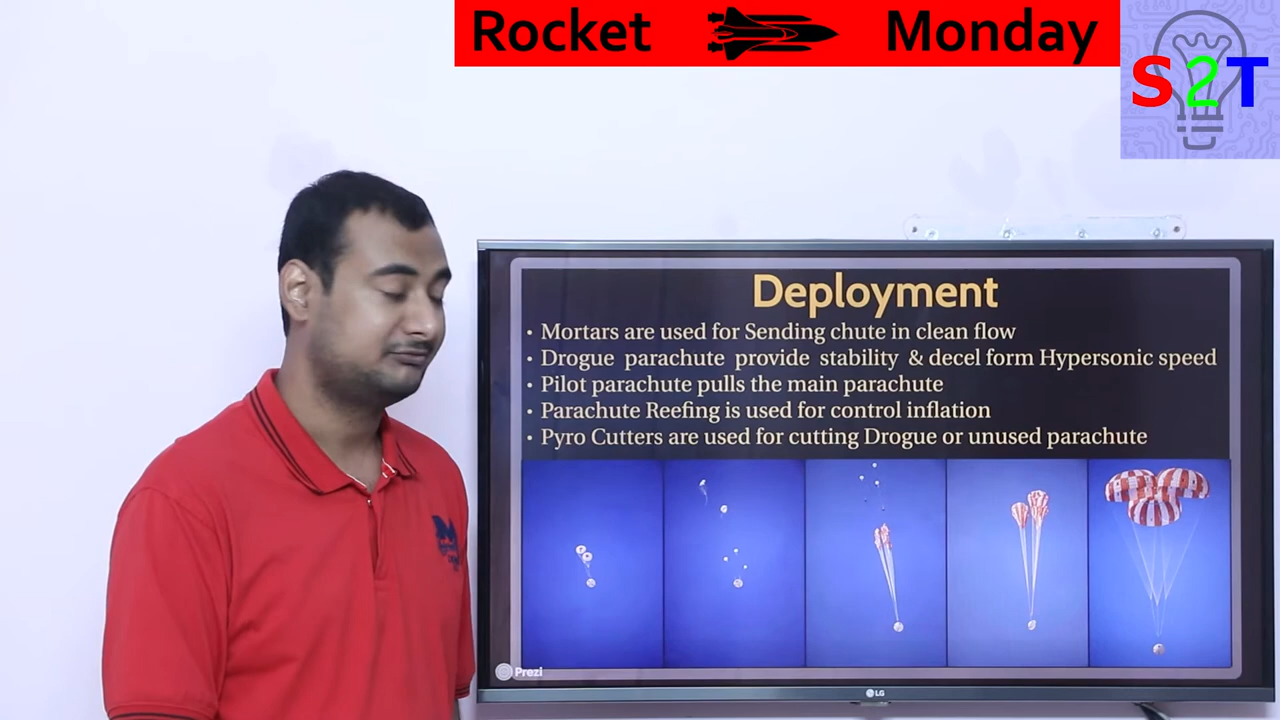 Rocket Monday
S2T
Deployment
• Mortars are used for Sending chute in clean flow
• Drogue parachute provide stability & decel form Hypersonic speed
• Pilot parachute pulls the main parachute
• Parachute Reefing is used for control inflation
• Pyro Cutters are used for cutting Drogue or unused parachute
Prezi
LG